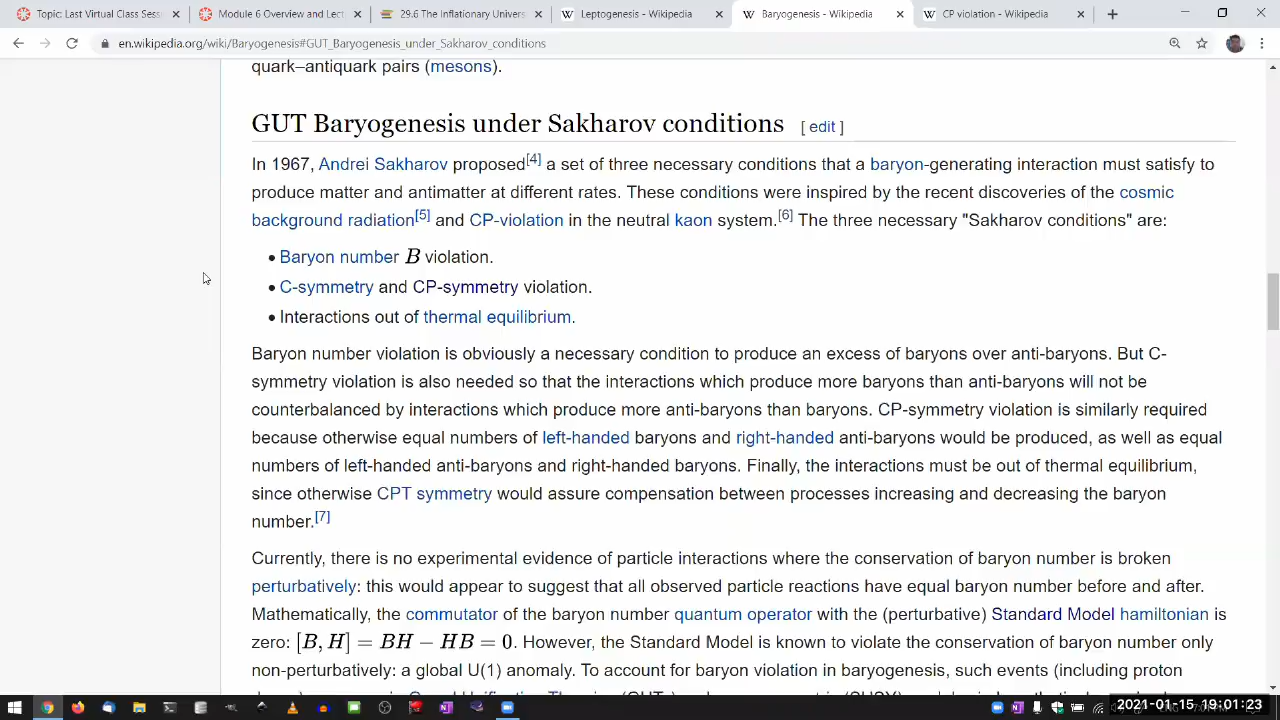 Topic: Last Virtual Class Sess
Module 6 Overview and Lect
29.6 The Inflationary Univers
Leptogenesis - Wikipedia
Baryogenesis - Wikipedia
CP violation - Wikipedia
en.wikipedia.org/wiki/Baryogenesis#GUT_Baryogenesis_under_Sakharov_conditions
quark–antiquark pairs (mesons).
GUT Baryogenesis under Sakharov conditions [ edit ]
In 1967, Andrei Sakharov proposed[4] a set of three necessary conditions that a baryon-generating interaction must satisfy to
produce matter and antimatter at different rates. These conditions were inspired by the recent discoveries of the cosmic
background radiation[5] and CP-violation in the neutral kaon system.[6] The three necessary "Sakharov conditions" are:
• Baryon number B violation.
• C-symmetry and CP-symmetry violation.
• Interactions out of thermal equilibrium.
Baryon number violation is obviously a necessary condition to produce an excess of baryons over anti-baryons. But C-
symmetry violation is also needed so that the interactions which produce more baryons than anti-baryons will not be
counterbalanced by interactions which produce more anti-baryons than baryons. CP-symmetry violation is similarly required
because otherwise equal numbers of left-handed baryons and right-handed anti-baryons would be produced, as well as equal
numbers of left-handed anti-baryons and right-handed baryons. Finally, the interactions must be out of thermal equilibrium,
since otherwise CPT symmetry would assure compensation between processes increasing and decreasing the baryon
number.[7]
Currently, there is no experimental evidence of particle interactions where the conservation of baryon number is broken
perturbatively: this would appear to suggest that all observed particle reactions have equal baryon number before and after.
Mathematically, the commutator of the baryon number quantum operator with the (perturbative) Standard Model hamiltonian is
zero: [B, H] = BH − HB = 0. However, the Standard Model is known to violate the conservation of baryon number only
non-perturbatively: a global U(1) anomaly. To account for baryon violation in baryogenesis, such events (including proton
2021-01-15 19:01:23